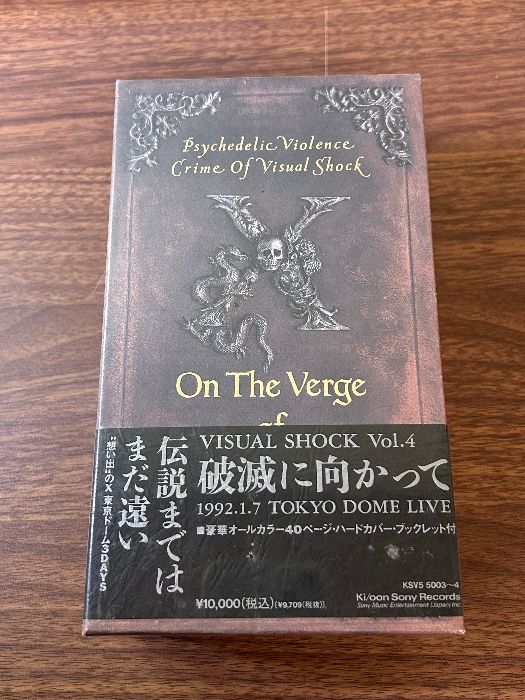 Psychedelic Violence
Crime Of Visual Shock
X
On The Verge
of
VISUAL SHOCK Vol.4
破滅に向かって
1992.1.7 TOKYO DOME LIVE
■豪華オールカラー40ページ・ハードカバー・ブックレット付
伝説までは
まだ遠い
"想い出"のX 東京ドーム3DAYS
¥10,000(税込)[¥9,709(税抜)]
KSV5 5003〜4
Ki/oon Sony Records
Sony Music Entertainment (Japan) Inc.